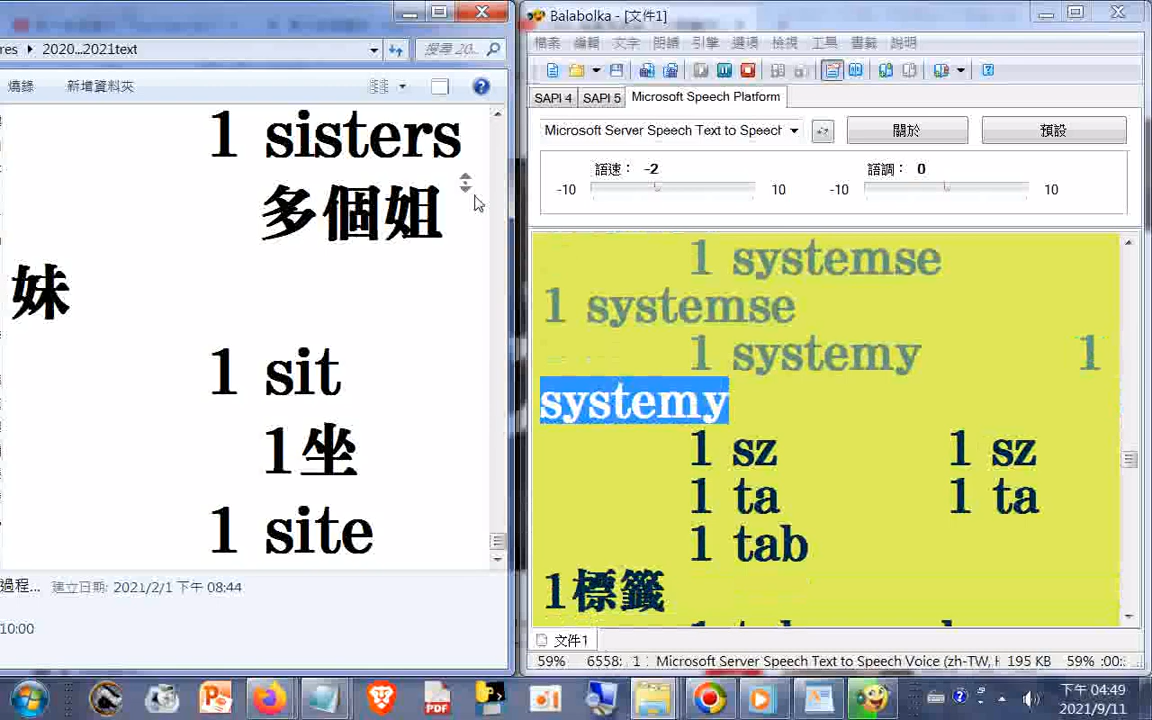 res ▸ 2020...2021text
搜尋 20...
燒錄 新增資料夾
1 sisters
多個姐
妹
1 sit
1坐
1 site
過程... 建立日期: 2021/2/1 下午 08:44
10:00
Balabolka - [文件1]
檔案 編輯 文字 朗讀 引擎 選項 檢視 工具 書籤 說明
SAPI 4 SAPI 5 Microsoft Speech Platform
Microsoft Server Speech Text to Speech 關於 預設
語速： -2 語調： 0
-10 10 -10 10
1 systemse
1 systemse
1 systemy 1
systemy
1 sz 1 sz
1 ta 1 ta
1 tab
1標籤
文件1
59% 6558: 1 Microsoft Server Speech Text to Speech Voice (zh-TW, H 195 KB 59% :00:
下午 04:49
2021/9/11